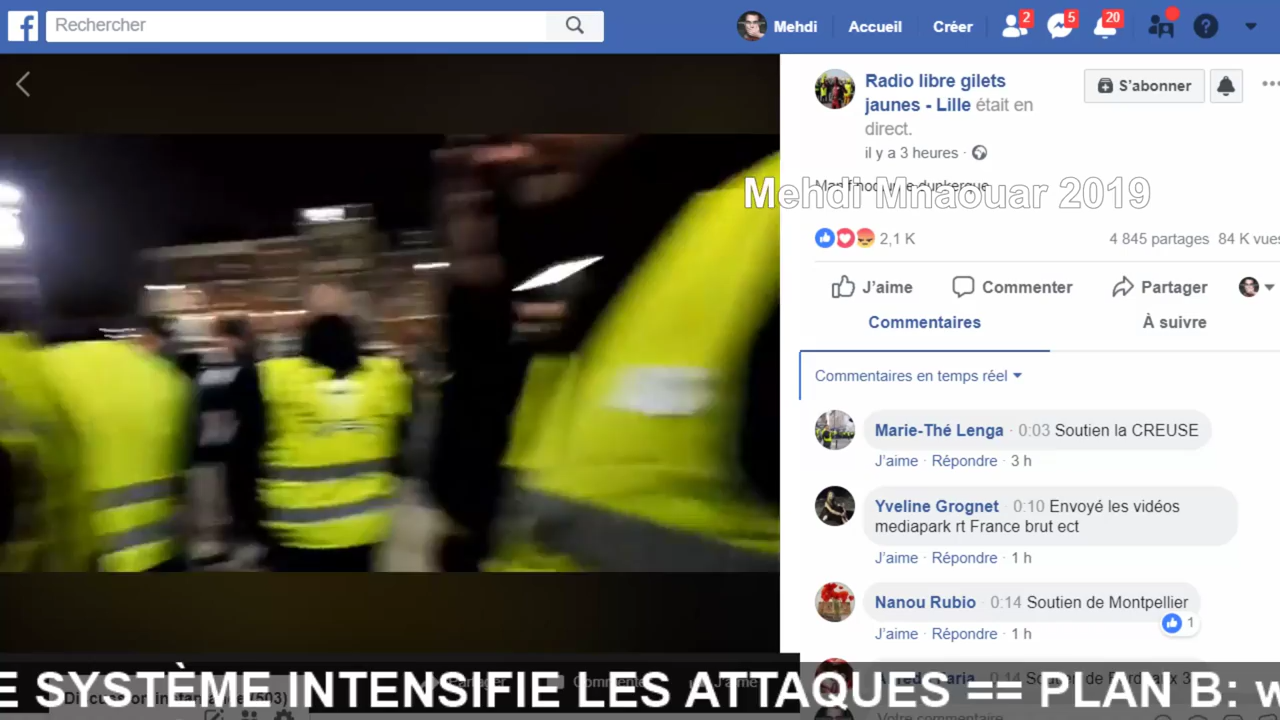 Rechercher
Mehdi
Accueil
Créer
2
5
20
Radio libre gilets
jaunes - Lille était en
direct.
S'abonner
il y a 3 heures
Mehdi Mnaouar 2019
2,1 K
4 845 partages 84 K vues
J'aime
Commenter
Partager
Commentaires
À suivre
Commentaires en temps réel
Marie-Thé Lenga · 0:03 Soutien la CREUSE
J'aime · Répondre · 3 h
Yveline Grognet · 0:10 Envoyé les vidéos
mediapark rt France brut ect
J'aime · Répondre · 1 h
Nanou Rubio · 0:14 Soutien de Montpellier
1
J'aime · Répondre · 1 h
E SYSTÈME INTENSIFIE LES ATTAQUES == PLAN B: w
Votre commentaire